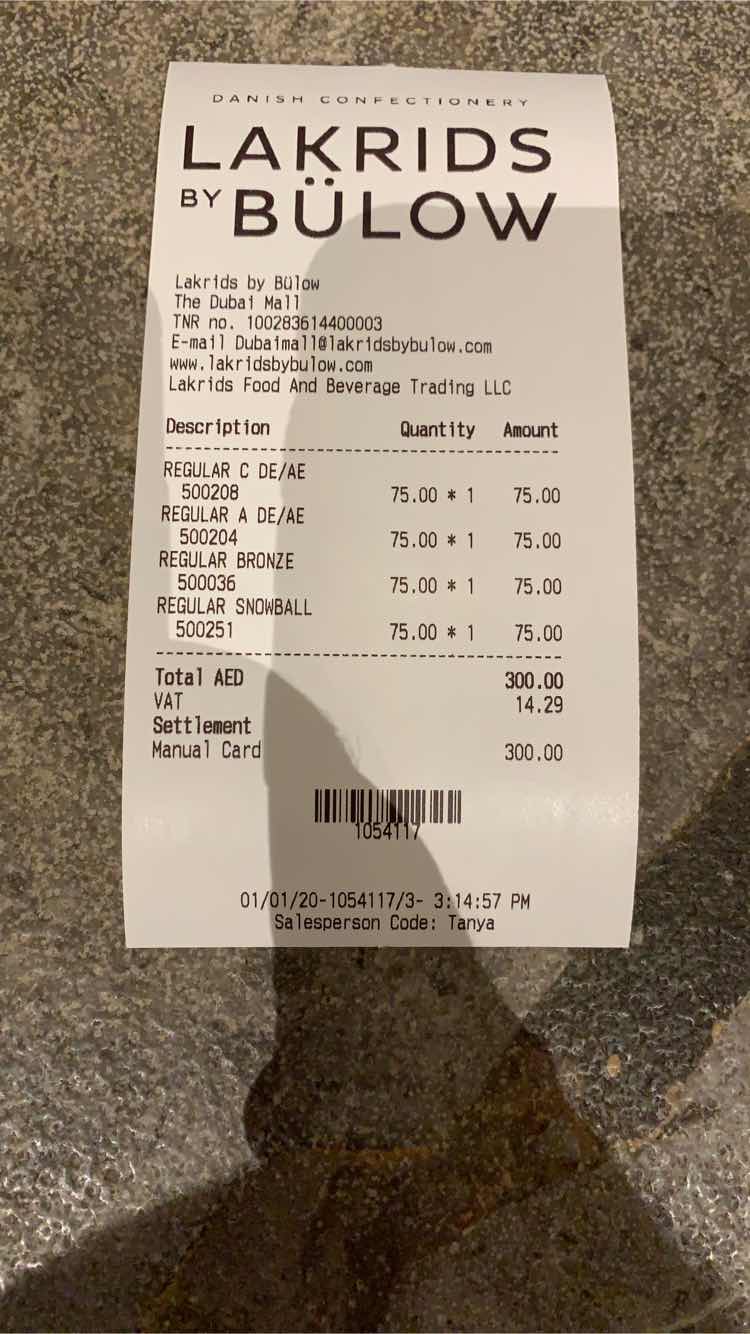 DANISH CONFECTIONERY
LAKRIDS
BY BÜLOW
Lakrids by Bülow
The Dubai Mall
TNR no. 100283614400003
E-mail Dubaimall@lakridsbybulow.com
www.lakridsbybulow.com
Lakrids Food And Beverage Trading LLC
Description Quantity Amount
REGULAR C DE/AE
500208 75.00 * 1 75.00
REGULAR A DE/AE
500204 75.00 * 1 75.00
REGULAR BRONZE
500036 75.00 * 1 75.00
REGULAR SNOWBALL
500251 75.00 * 1 75.00
Total AED 300.00
VAT 14.29
Settlement
Manual Card 300.00
1054117
01/01/20-1054117/3- 3:14:57 PM
Salesperson Code: Tanya